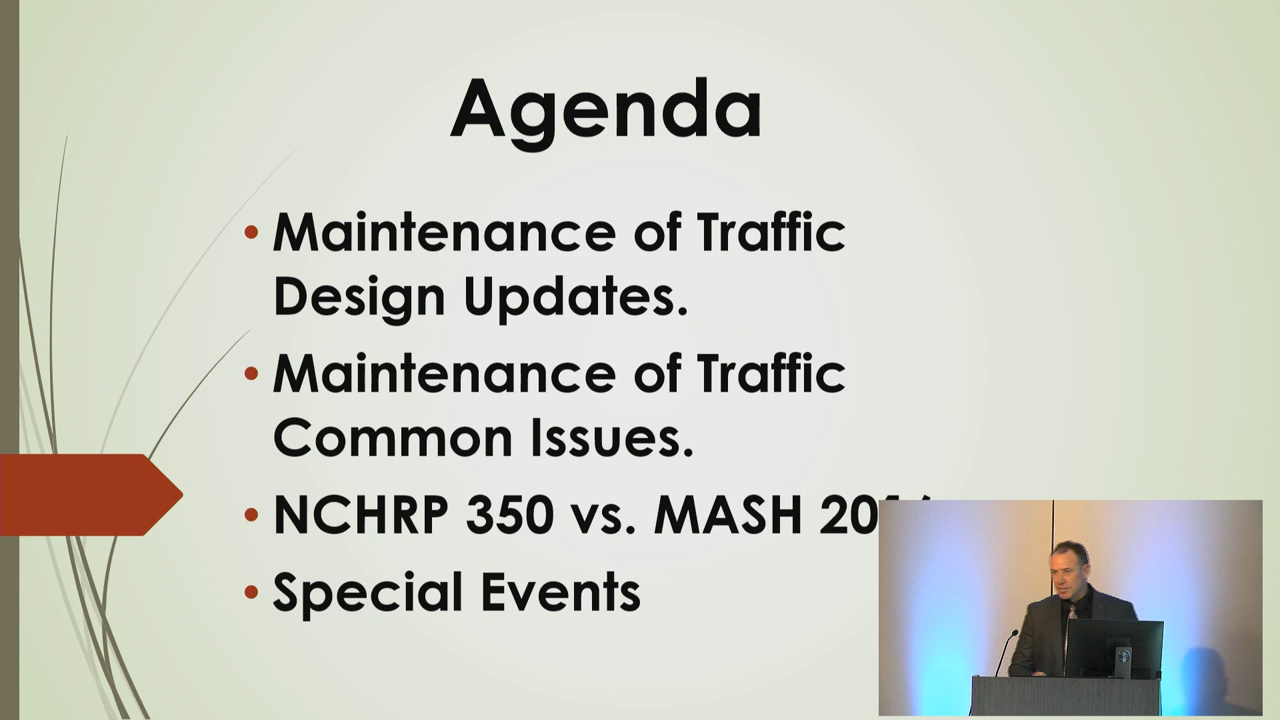 Agenda
• Maintenance of Traffic
Design Updates.
• Maintenance of Traffic
Common Issues.
• NCHRP 350 vs. MASH
• Special Events